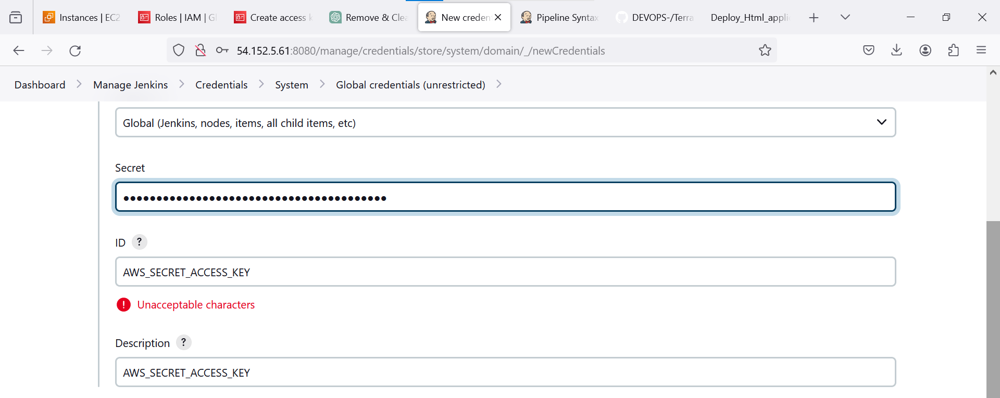 Instances | EC2
Roles | IAM | Gl
Create access k
Remove & Clea
New creden
Pipeline Syntax
DEVOPS-/Terra
Deploy_Html_appli
54.152.5.61:8080/manage/credentials/store/system/domain/_/newCredentials
Dashboard > Manage Jenkins > Credentials > System > Global credentials (unrestricted) >
Global (Jenkins, nodes, items, all child items, etc)
Secret
••••••••••••••••••••••••••••••••••••••••
ID ?
AWS_SECRET_ACCESS_KEY
! Unacceptable characters
Description ?
AWS_SECRET_ACCESS_KEY